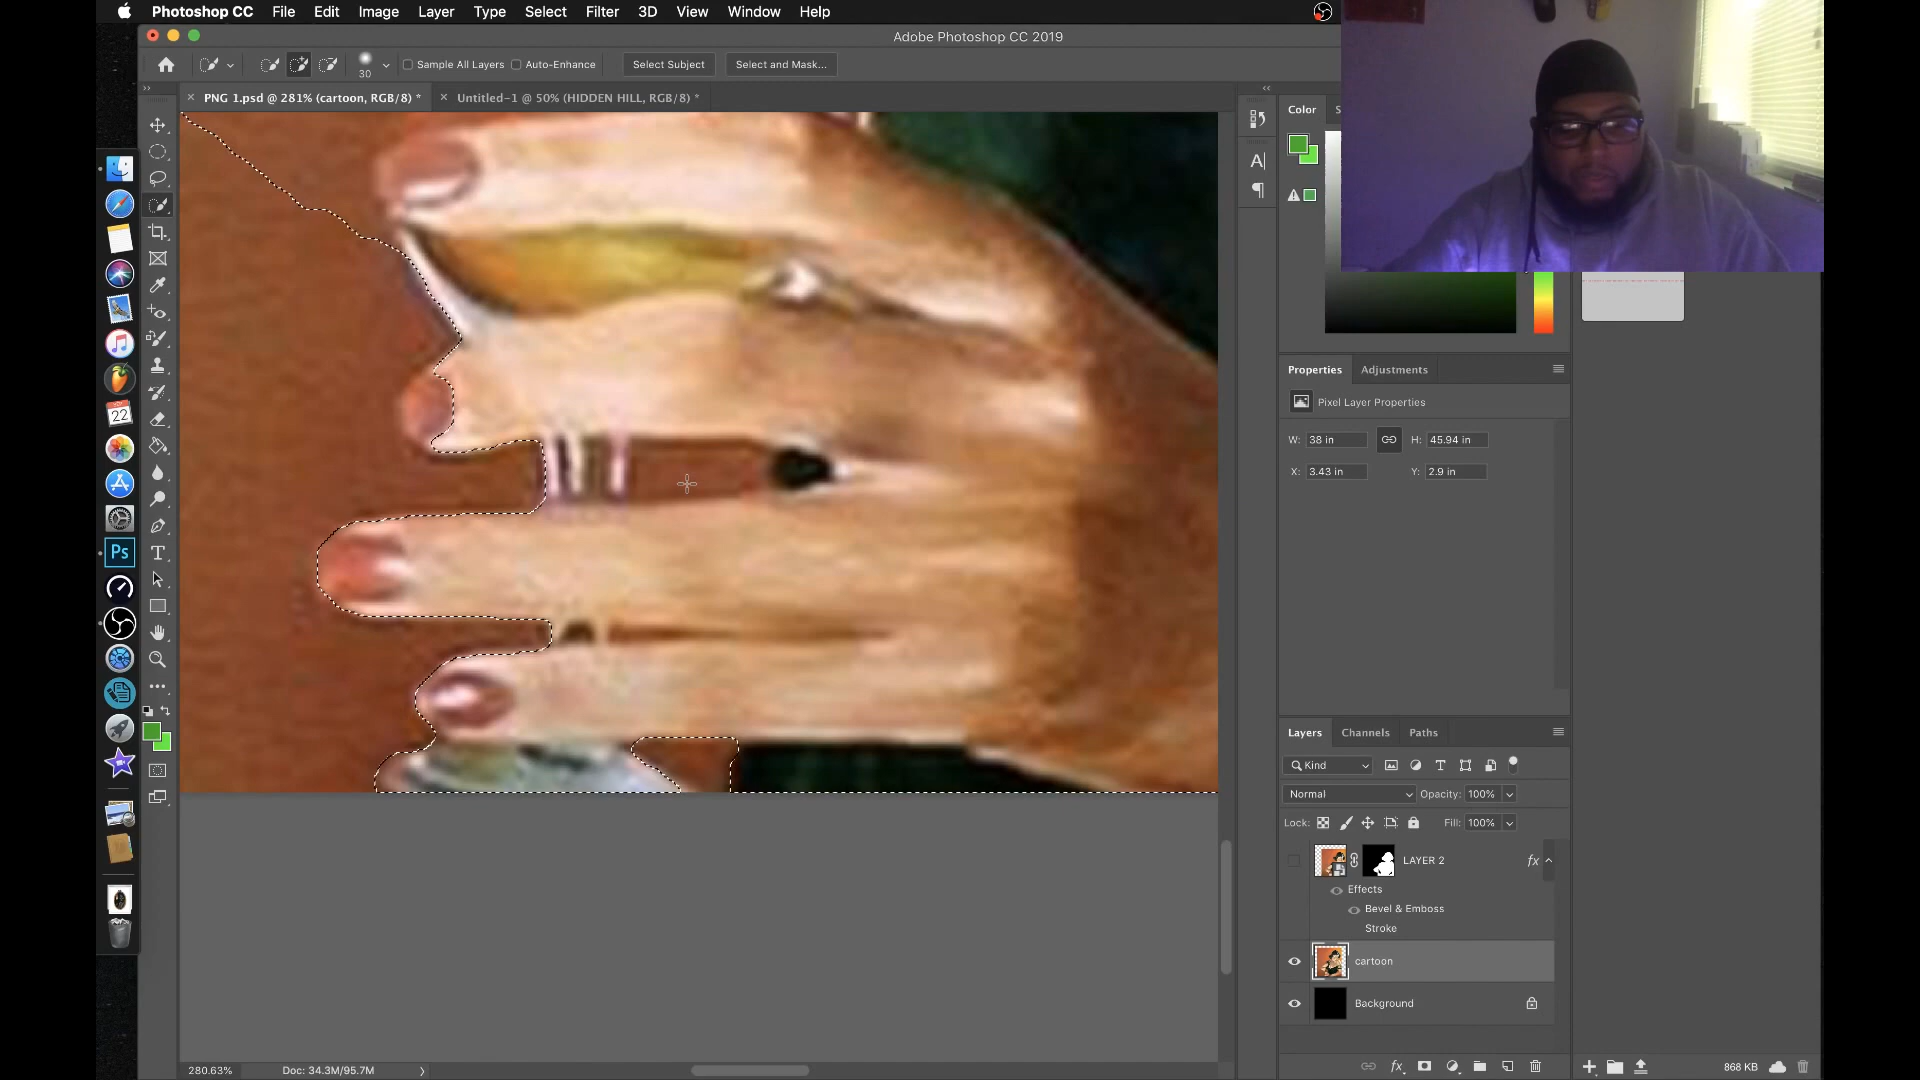 Photoshop CC File Edit Image Layer Type Select Filter 3D View Window Help
Adobe Photoshop CC 2019
30 Sample All Layers Auto-Enhance Select Subject Select and Mask...
× PNG 1.psd @ 281% (cartoon, RGB/8) * × Untitled-1 @ 50% (HIDDEN HILL, RGB/8) *
Color S
Properties Adjustments
Pixel Layer Properties
W: 38 in H: 45.94 in
X: 3.43 in Y: 2.9 in
22
Ps
Layers Channels Paths
Kind
Normal Opacity: 100%
Lock: Fill: 100%
LAYER 2 fx
Effects
Bevel & Emboss
Stroke
cartoon
Background
280.63% Doc: 34.3M/95.7M
fx 868 KB